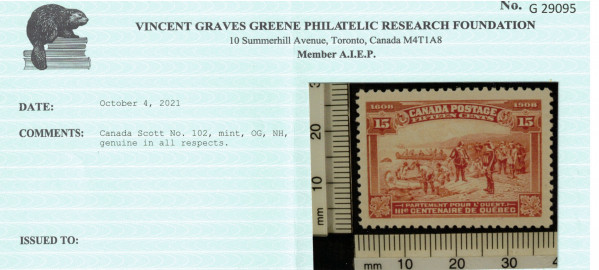 No. G 29095
VINCENT GRAVES GREENE PHILATELIC RESEARCH FOUNDATION
10 Summerhill Avenue, Toronto, Canada M4T1A8
Member A.I.E.P.
DATE: October 4, 2021
COMMENTS: Canada Scott No. 102, mint, OG, NH,
genuine in all respects.
ISSUED TO:
1608 1908
CANADA POSTAGE
15 FIFTEEN CENTS 15
PARTEMENT POUR L'OUEST
IIIE CENTENAIRE DE QUÉBEC
mm 10 20 3
mm 10 20 30 4